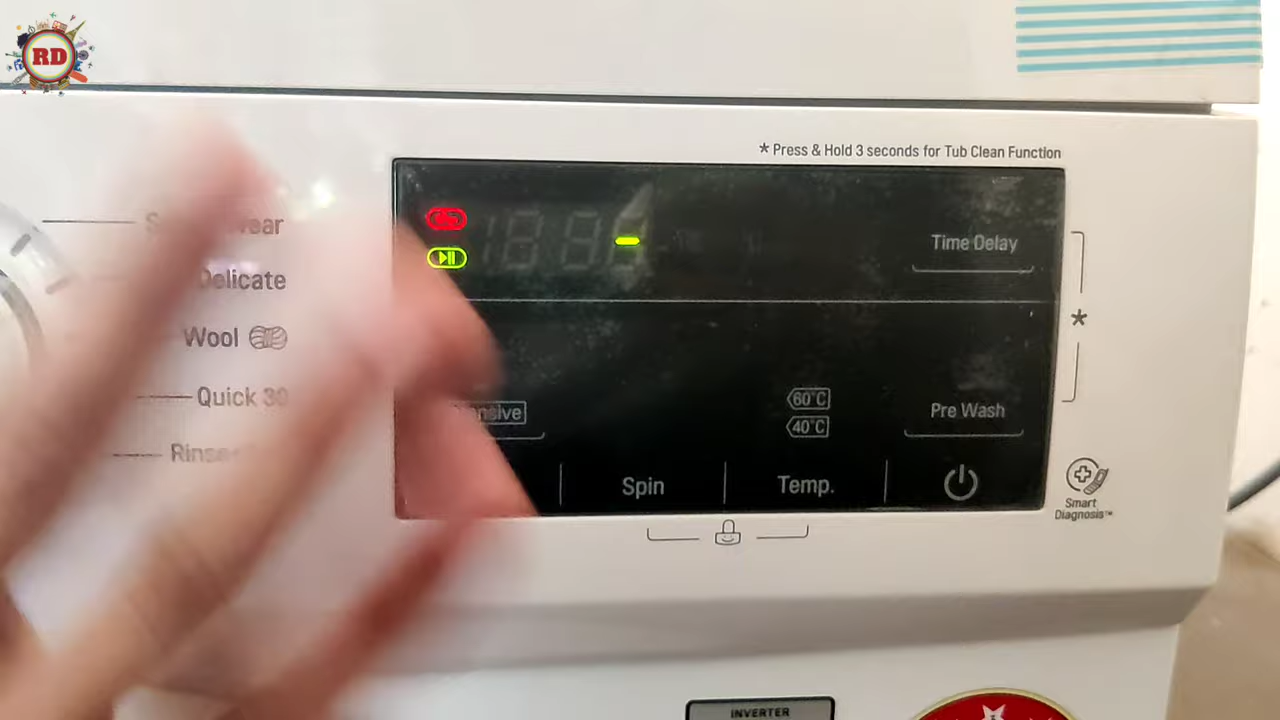 RD
* Press & Hold 3 seconds for Tub Clean Function
Time Delay
Delicate
Wool
*
Quick 30
60°C
40°C
Pre Wash
Rinse
Spin
Temp.
Smart
Diagnosis™
INVERTER